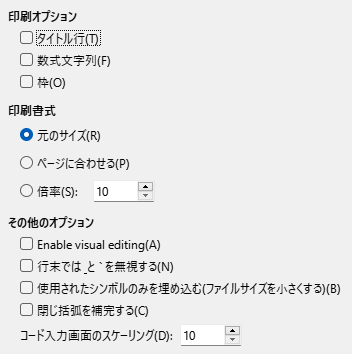 印刷オプション
タイトル行(T)
数式文字列(F)
枠(O)
印刷書式
元のサイズ(R)
ページに合わせる(P)
倍率(S): 10
その他のオプション
Enable visual editing(A)
行末では ~と ` を無視する(N)
使用されたシンボルのみを埋め込む(ファイルサイズを小さくする)(B)
閉じ括弧を補完する(C)
コード入力画面のスケーリング(D): 10